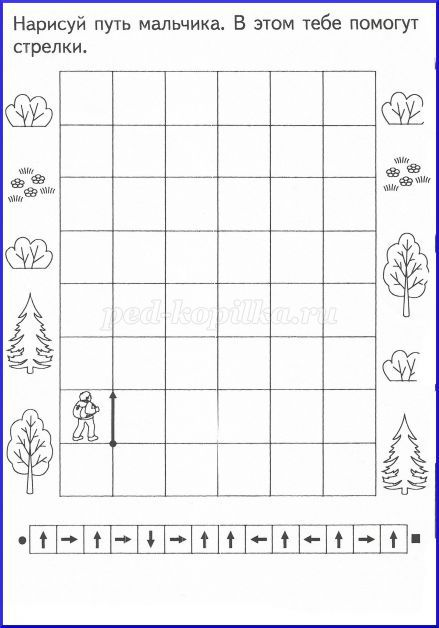 Нарисуй путь мальчика. В этом тебе помогут
стрелки.
ped-kopilka.ru